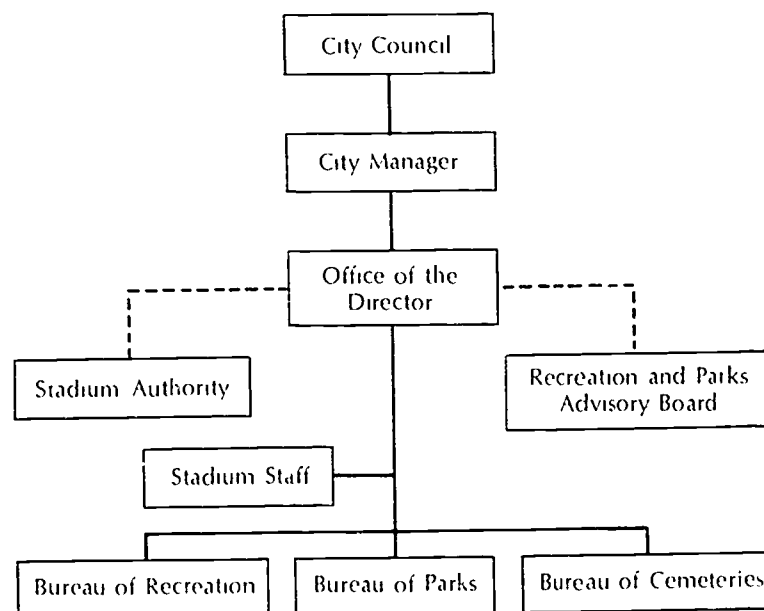 City Council
City Manager
Office of the
Director
Stadium Authority
Recreation and Parks
Advisory Board
Stadium Staff
Bureau of Recreation
Bureau of Parks
Bureau of Cemeteries